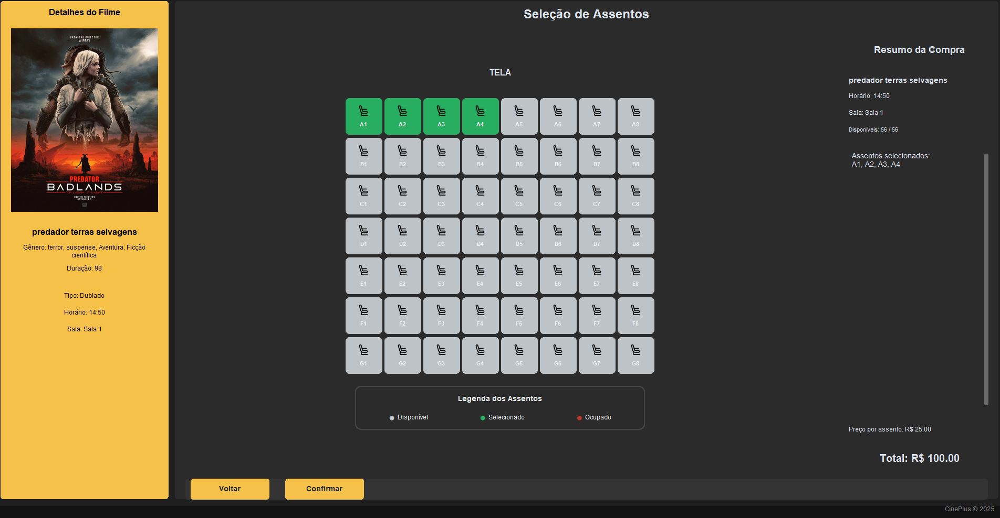 Detalhes do Filme
FROM THE DIRECTOR
OF PREY
PREDATOR
BADLANDS
ONLY IN THEATERS
NOVEMBER 7
predador terras selvagens
Gênero: terror, suspense, Aventura, Ficção
científica
Duração: 98
Tipo: Dublado
Horário: 14:50
Sala: Sala 1
Seleção de Assentos
TELA
A1 A2 A3 A4 A5 A6 A7 A8
B1 B2 B3 B4 B5 B6 B7 B8
C1 C2 C3 C4 C5 C6 C7 C8
D1 D2 D3 D4 D5 D6 D7 D8
E1 E2 E3 E4 E5 E6 E7 E8
F1 F2 F3 F4 F5 F6 F7 F8
G1 G2 G3 G4 G5 G6 G7 G8
Legenda dos Assentos
Disponível Selecionado Ocupado
Resumo da Compra
predador terras selvagens
Horário: 14:50
Sala: Sala 1
Disponíveis: 56 / 56
Assentos selecionados:
A1, A2, A3, A4
Preço por assento: R$ 25,00
Total: R$ 100.00
Voltar Confirmar
CinePlus © 2025